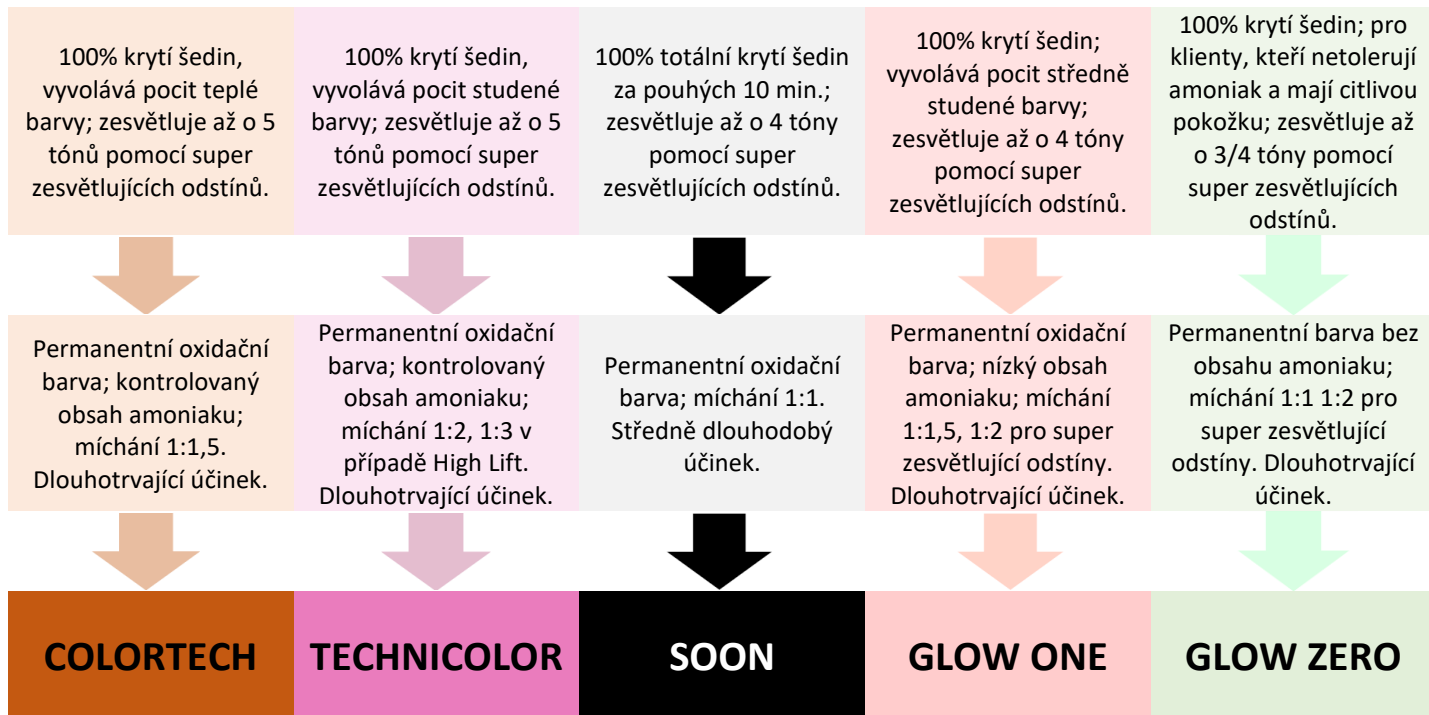 100% krytí šedin,
vyvolává pocit teplé
barvy; zesvětluje až o 5
tónů pomocí super
zesvětlujících odstínů.
100% krytí šedin,
vyvolává pocit studené
barvy; zesvětluje až o 5
tónů pomocí super
zesvětlujících odstínů.
100% totální krytí šedin
za pouhých 10 min.;
zesvětluje až o 4 tóny
pomocí super
zesvětlujících odstínů.
100% krytí šedin;
vyvolává pocit středně
studené barvy;
zesvětluje až o 4 tóny
pomocí super
zesvětlujících odstínů.
100% krytí šedin; pro
klienty, kteří netolerují
amoniak a mají citlivou
pokožku; zesvětluje až
o 3/4 tóny pomocí
super zesvětlujících
odstínů.
Permanentní oxidační
barva; kontrolovaný
obsah amoniaku;
míchání 1:1,5.
Dlouhotrvající účinek.
Permanentní oxidační
barva; kontrolovaný
obsah amoniaku;
míchání 1:2, 1:3 v
případě High Lift.
Dlouhotrvající účinek.
Permanentní oxidační
barva; míchání 1:1.
Středně dlouhodobý
účinek.
Permanentní oxidační
barva; nízký obsah
amoniaku; míchání
1:1,5, 1:2 pro super
zesvětlující odstíny.
Dlouhotrvající účinek.
Permanentní barva bez
obsahu amoniaku;
míchání 1:1 1:2 pro
super zesvětlující
odstíny. Dlouhotrvající
účinek.
COLORTECH
TECHNICOLOR
SOON
GLOW ONE
GLOW ZERO